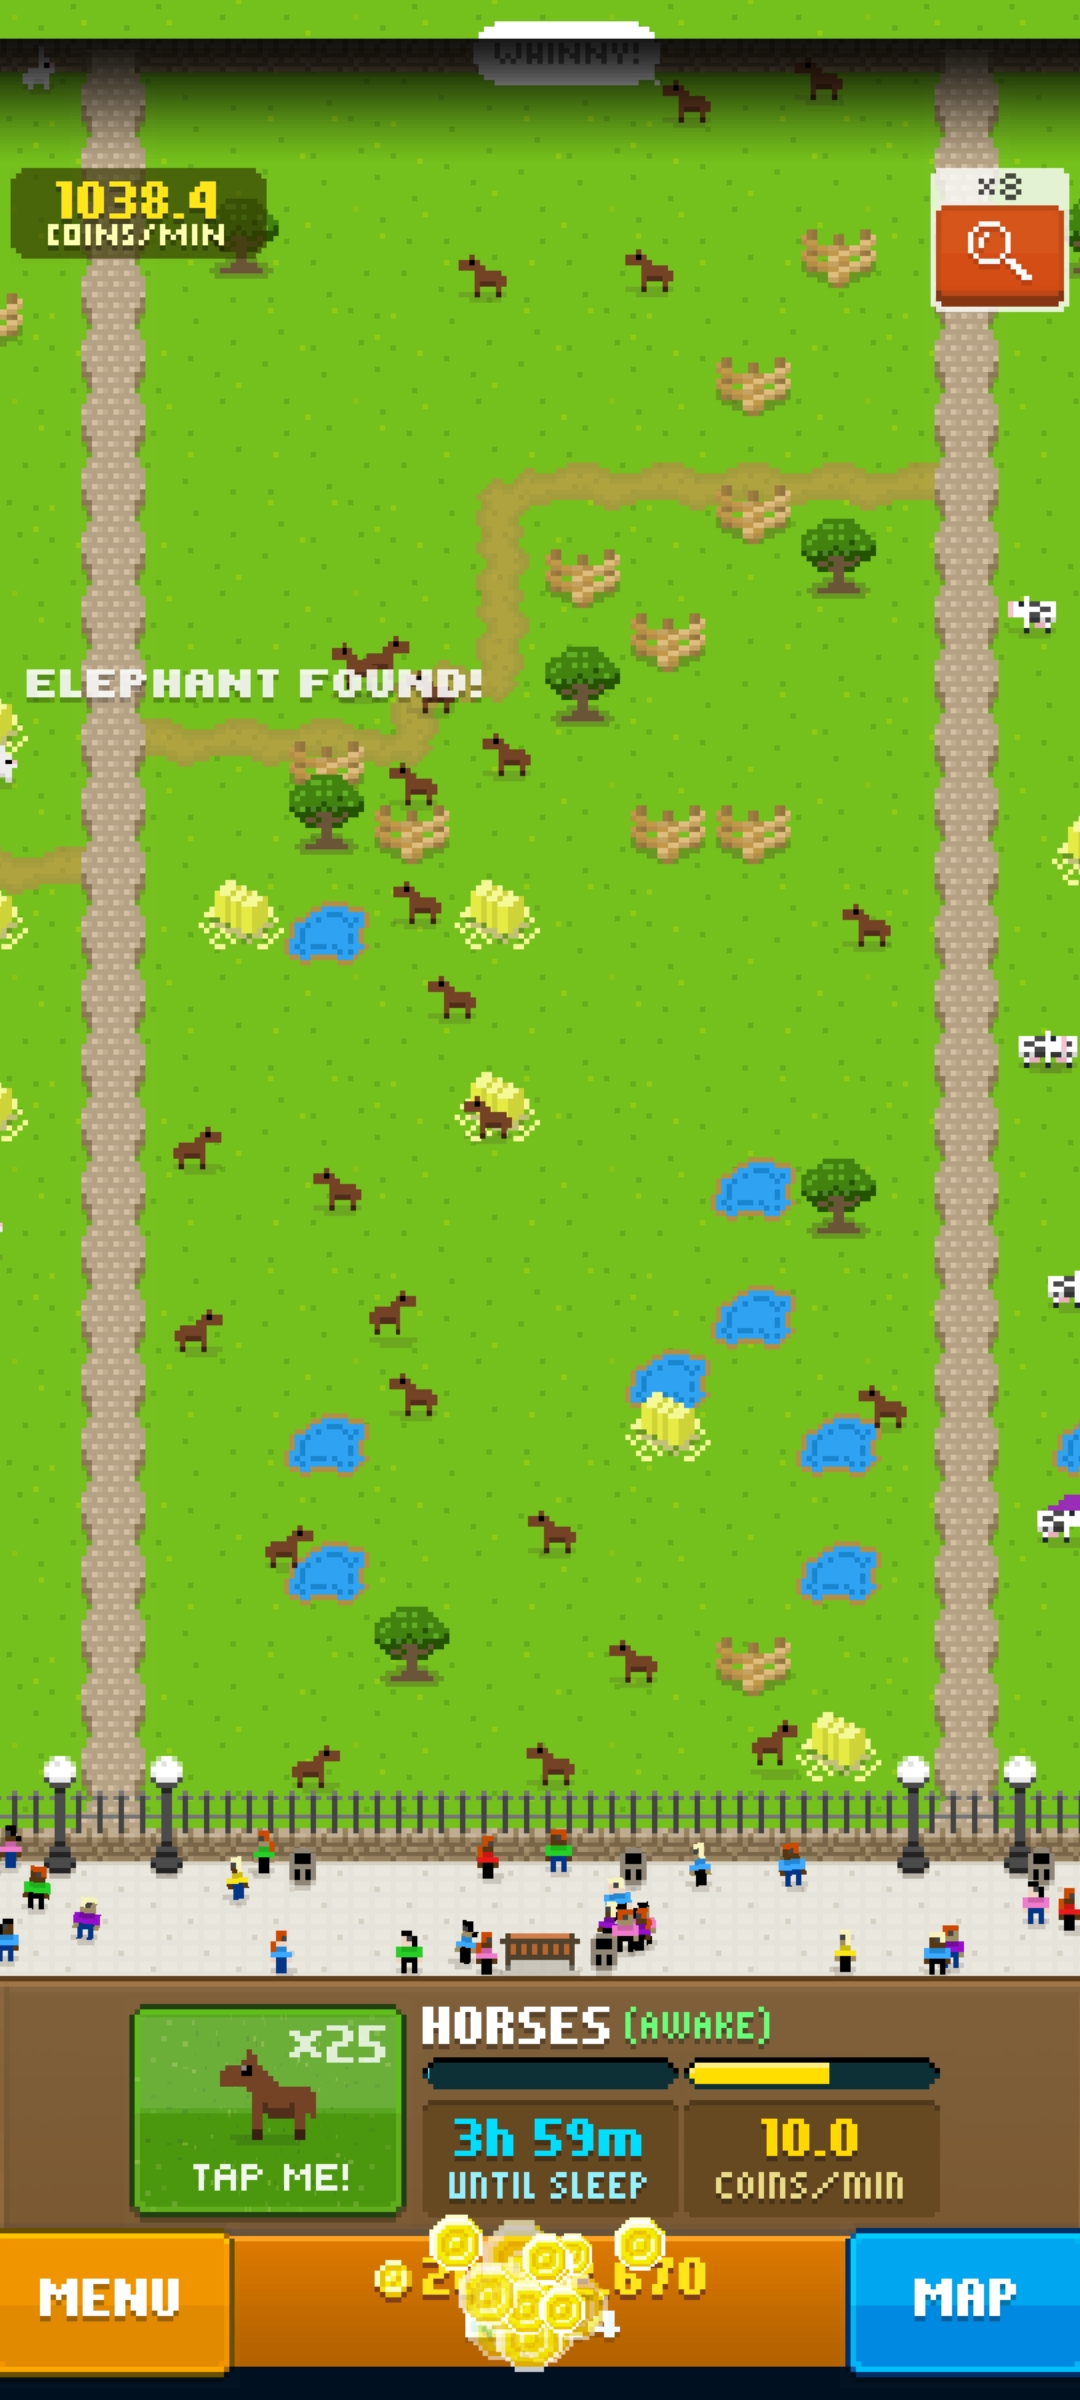 WHINNY!
1038.4
COINS/MIN
x8
ELEPHANT FOUND!
x25
TAP ME!
HORSES (AWAKE)
3h 59m
UNTIL SLEEP
10.0
COINS/MIN
MENU
MAP